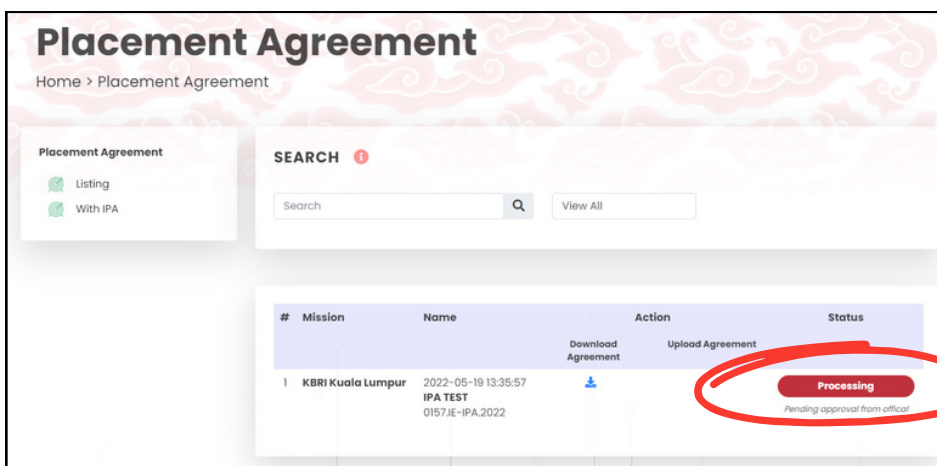 Placement Agreement
Home > Placement Agreement
Placement Agreement
Listing
With IPA
SEARCH
Search
View All
# Mission Name Action Status
Download Agreement
Upload Agreement
1 KBRI Kuala Lumpur 2022-05-19 13:35:57
IPA TEST
0157.IE-IPA.2022
Processing
Pending approval from offical